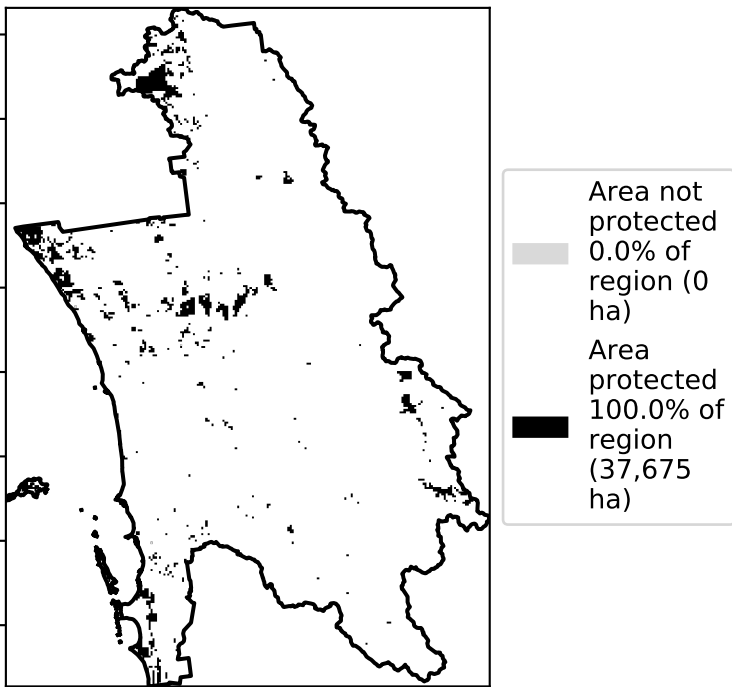 Area not
protected
0.0% of
region (0
ha)
Area
protected
100.0% of
region
(37,675
ha)